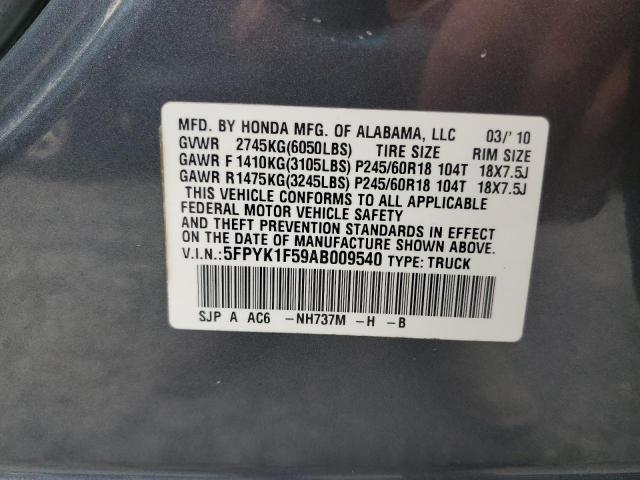 MFD. BY HONDA MFG. OF ALABAMA, LLC 03/'10
GVWR 2745KG(6050LBS) TIRE SIZE RIM SIZE
GAWR F 1410KG(3105LBS) P245/60R18 104T 18X7.5J
GAWR R1475KG(3245LBS) P245/60R18 104T 18X7.5J
THIS VEHICLE CONFORMS TO ALL APPLICABLE
FEDERAL MOTOR VEHICLE SAFETY
AND THEFT PREVENTION STANDARDS IN EFFECT
ON THE DATE OF MANUFACTURE SHOWN ABOVE.
V.I.N.:5FPYK1F59AB009540 TYPE: TRUCK
SJP A AC6 -NH737M -H -B